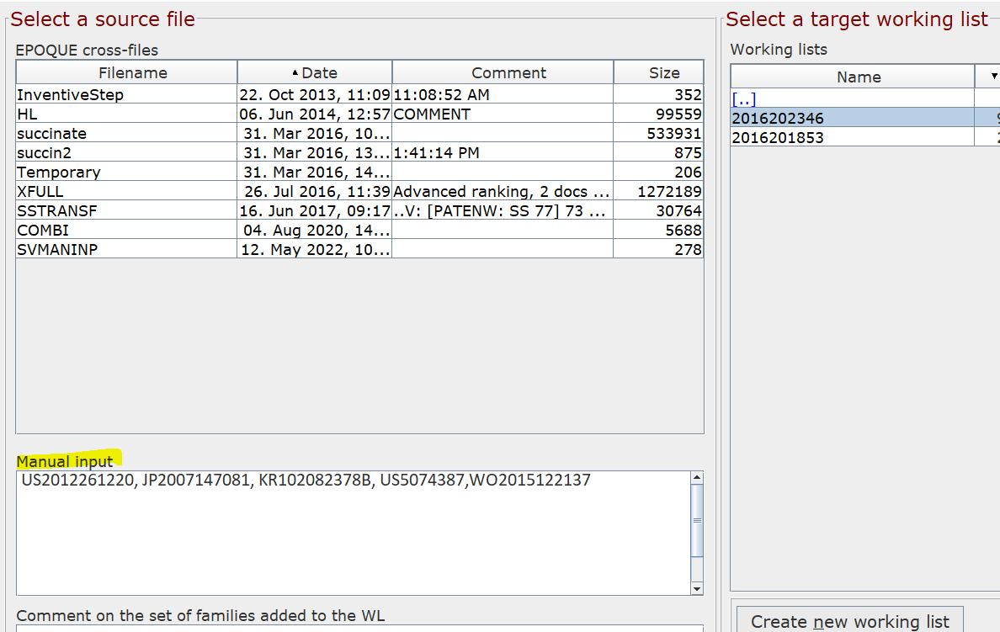 Select a source file
EPOQUE cross-files
Filename ▲ Date Comment Size
InventiveStep 22. Oct 2013, 11:09 11:08:52 AM 352
HL 06. Jun 2014, 12:57 COMMENT 99559
succinate 31. Mar 2016, 10... 533931
succin2 31. Mar 2016, 13... 1:41:14 PM 875
Temporary 31. Mar 2016, 14... 206
XFULL 26. Jul 2016, 11:39 Advanced ranking, 2 docs ... 1272189
SSTRANSF 16. Jun 2017, 09:17 ..V: [PATENW: SS 77] 73 ... 30764
COMBI 04. Aug 2020, 14... 5688
SVMANINP 12. May 2022, 10... 278
Manual input
US2012261220, JP2007147081, KR102082378B, US5074387,WO2015122137
Comment on the set of families added to the WL
Select a target working list
Working lists
Name ▼
[..]
2016202346
2016201853
Create new working list